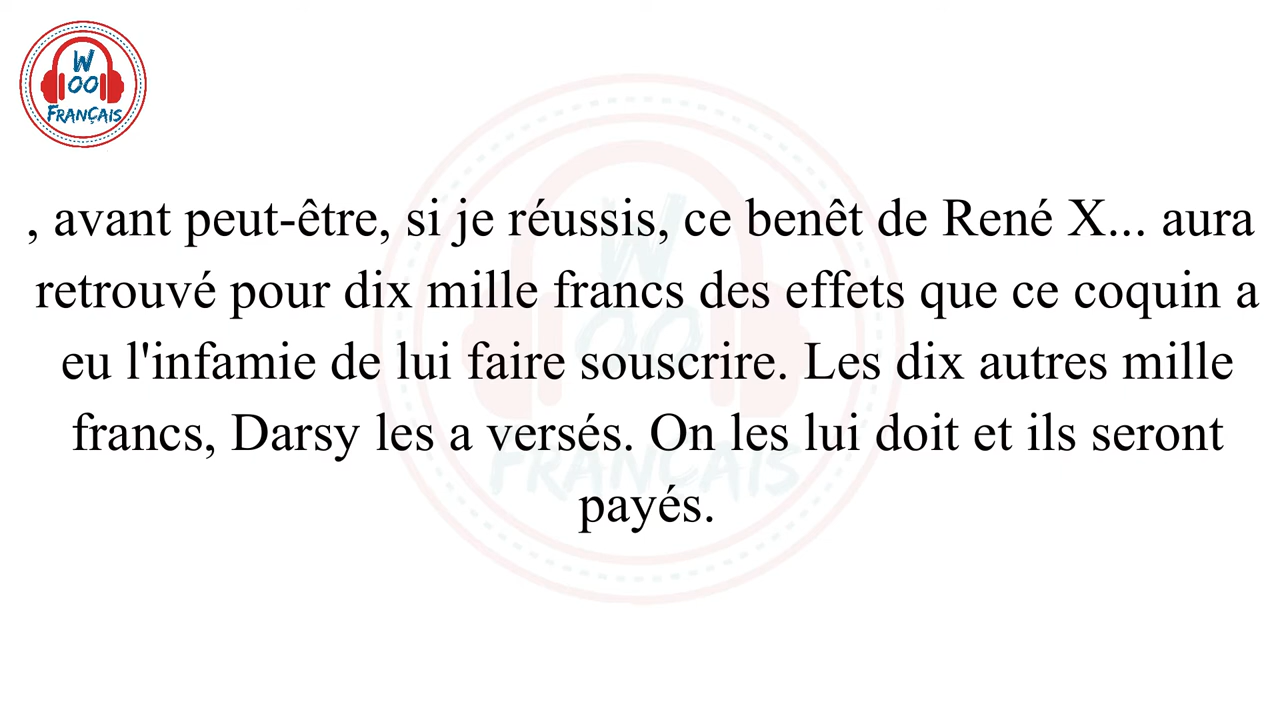 W
OO
FRANÇAIS
, avant peut-être, si je réussis, ce benêt de René X... aura
retrouvé pour dix mille francs des effets que ce coquin a
eu l'infamie de lui faire souscrire. Les dix autres mille
francs, Darsy les a versés. On les lui doit et ils seront
payés.
W
OO
FRANÇAIS